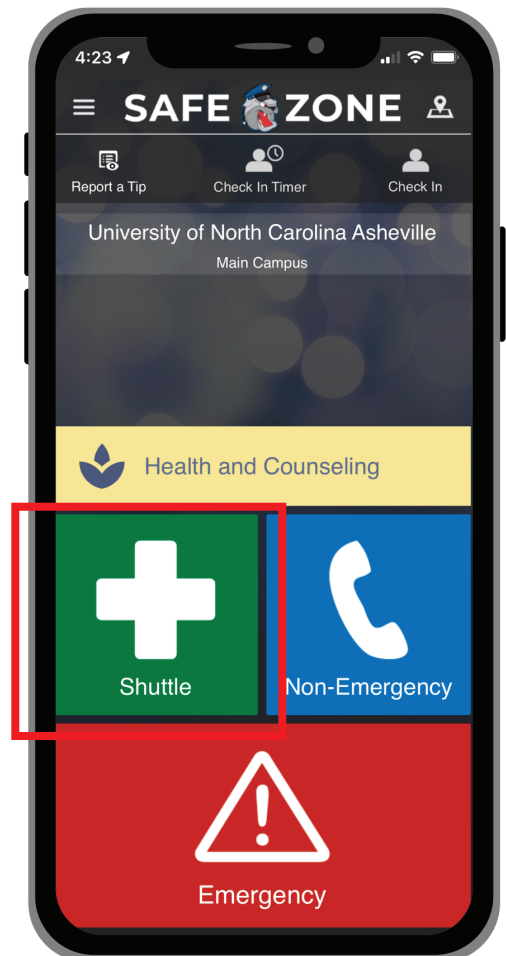 4:23
SAFE ZONE
Report a Tip
Check In Timer
Check In
University of North Carolina Asheville
Main Campus
Health and Counseling
Shuttle
Non-Emergency
Emergency